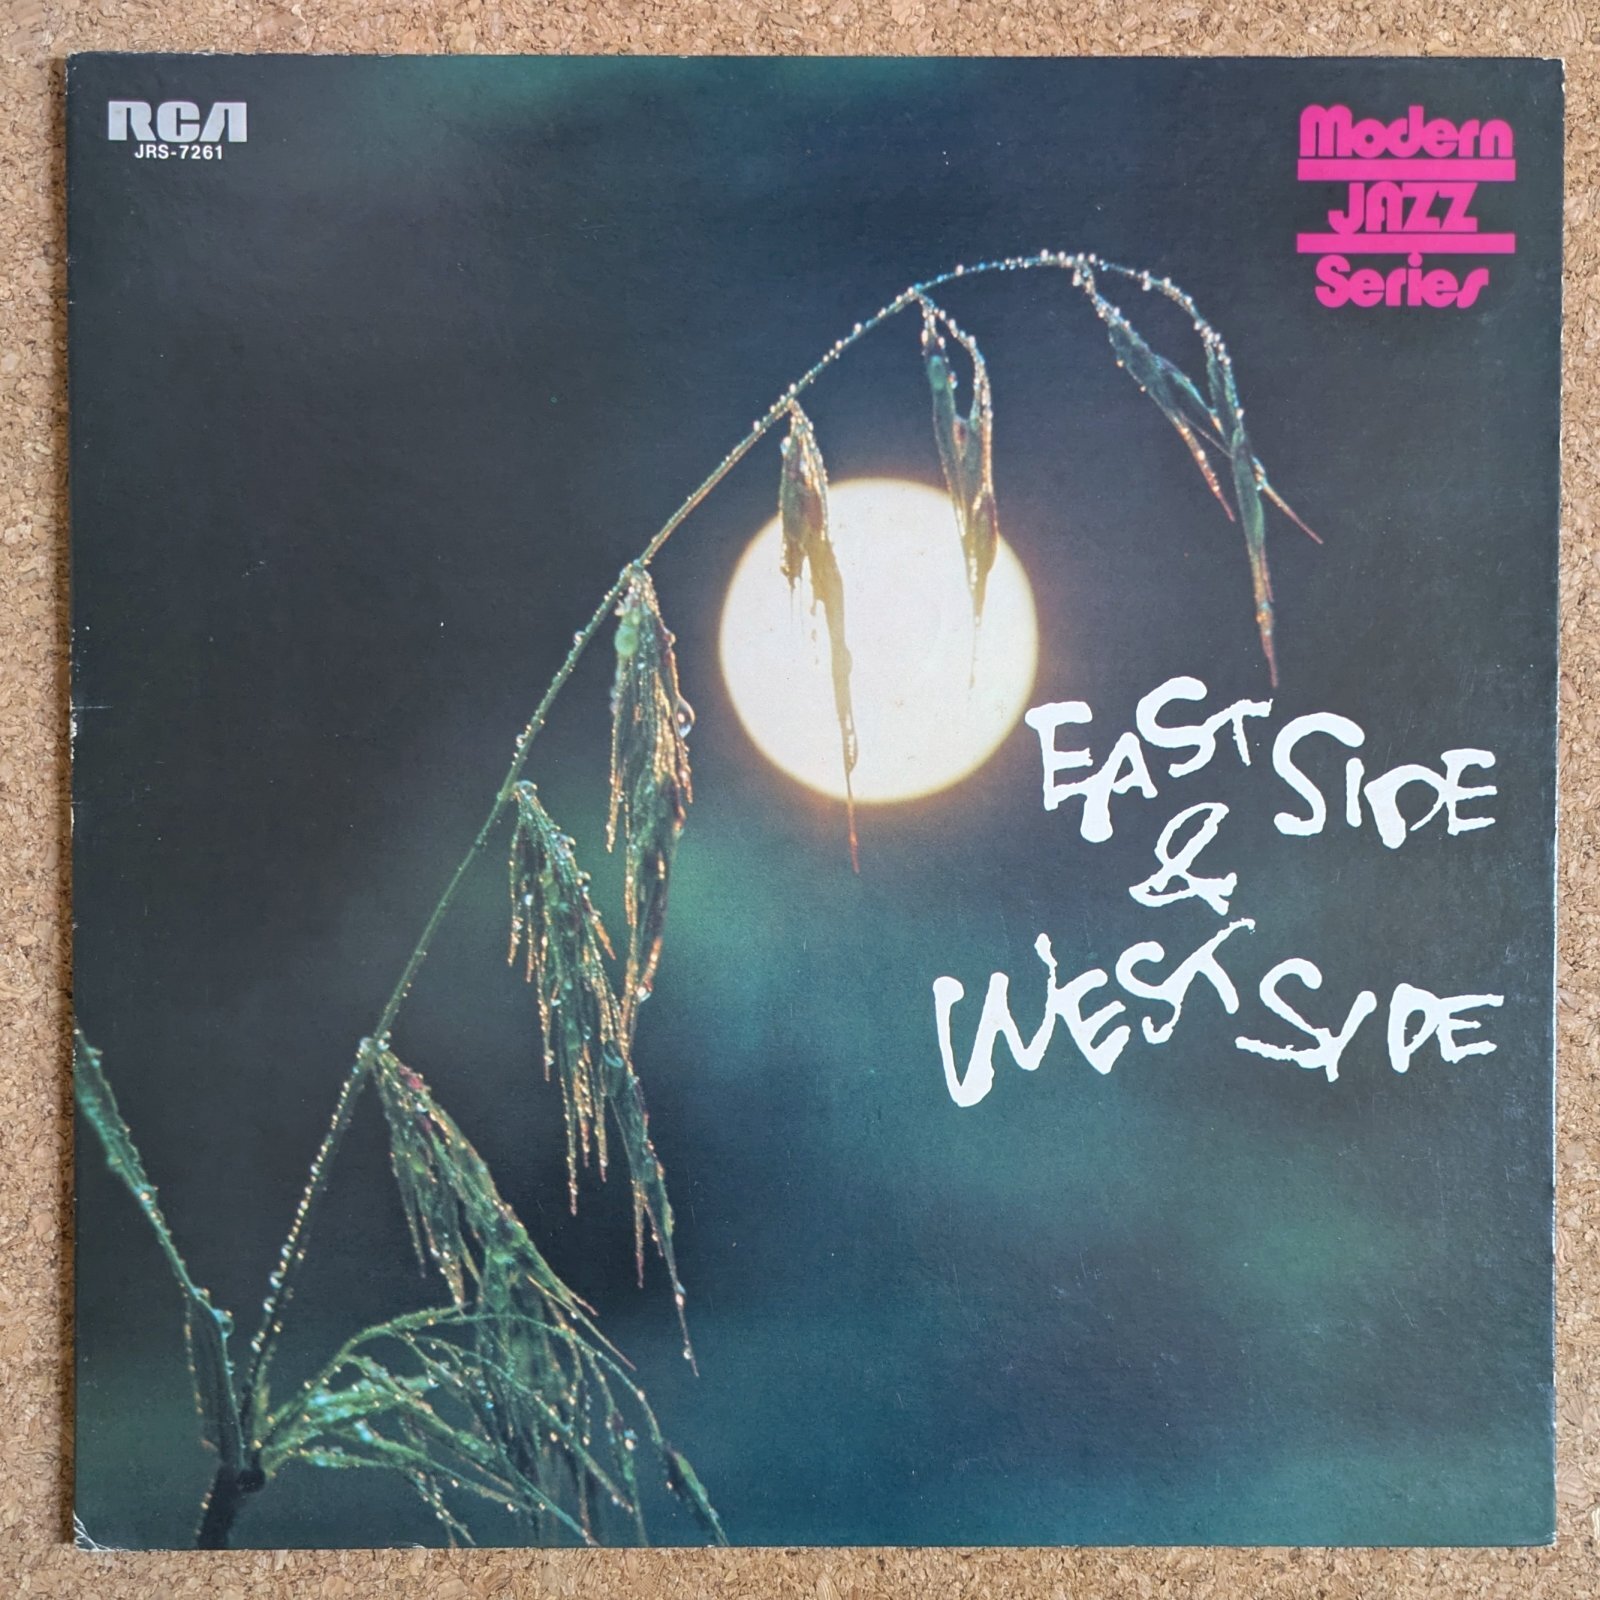 RCA
JRS-7261
Modern
JAZZ
Series
EAST SIDE
&
WEST SIDE